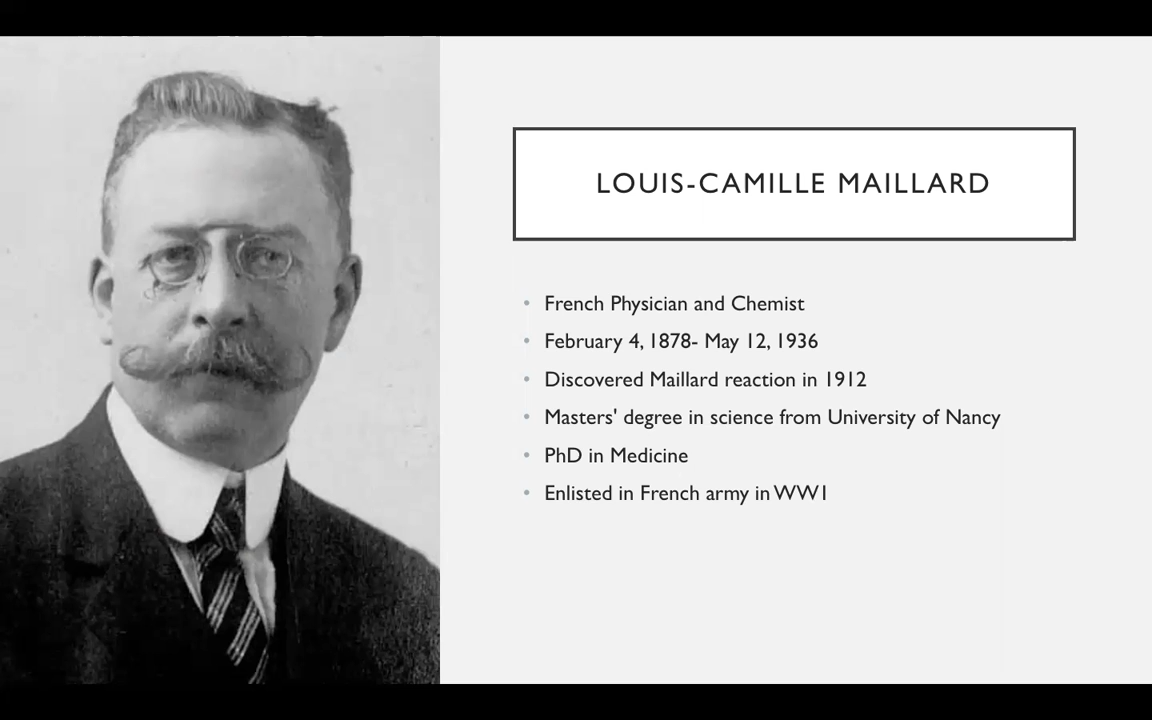 LOUIS-CAMILLE MAILLARD
• French Physician and Chemist
• February 4, 1878- May 12, 1936
• Discovered Maillard reaction in 1912
• Masters' degree in science from University of Nancy
• PhD in Medicine
• Enlisted in French army in WW1